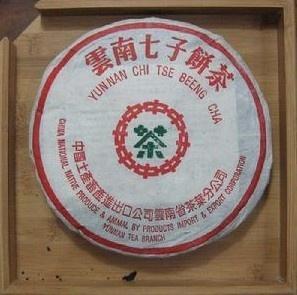 雲南七子餅茶
YUNNAN CHI TSE BEENG CHA
茶
中國土產畜產進出口公司雲南省茶葉分公司
CHINA NATIONAL NATIVE PRODUCE & ANIMAL BY PRODUCTS IMPORT & EXPORT CORPORATION
YUNNAN TEA BRANCH